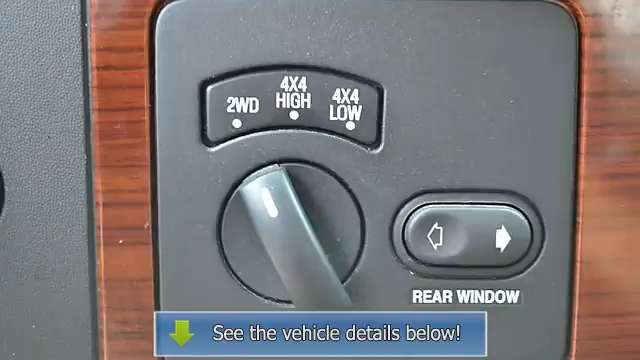 2WD
4X4
HIGH
4X4
LOW
REAR WINDOW
See the vehicle details below!